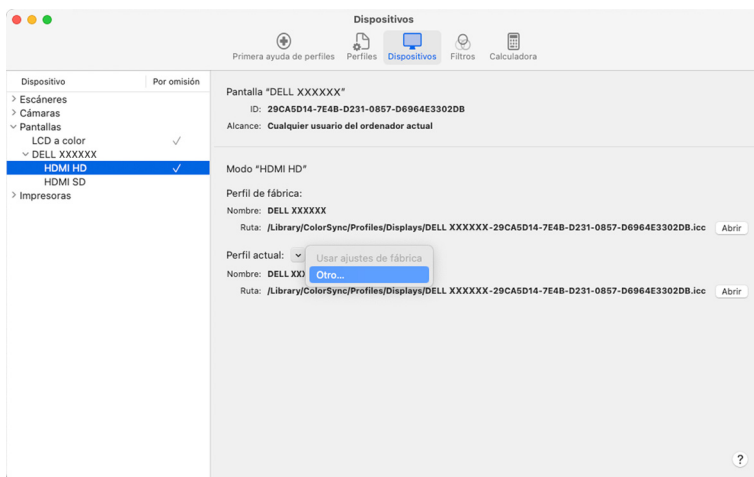 Dispositivos
Primera ayuda de perfiles Perfiles Dispositivos Filtros Calculadora
Dispositivo Por omisión
Escáneres
Cámaras
Pantallas
LCD a color
DELL XXXXXX
HDMI HD
HDMI SD
Impresoras
Pantalla “DELL XXXXXX”
ID: 29CA5D14-7E4B-D231-0857-D6964E3302DB
Alcance: Cualquier usuario del ordenador actual
Modo “HDMI HD”
Perfil de fábrica:
Nombre: DELL XXXXXX
Ruta: /Library/ColorSync/Profiles/Displays/DELL XXXXXX-29CA5D14-7E4B-D231-0857-D6964E3302DB.icc Abrir
Perfil actual: Usar ajustes de fábrica
Nombre: DELL XX Otro...
Ruta: /Library/ColorSync/Profiles/Displays/DELL XXXXXX-29CA5D14-7E4B-D231-0857-D6964E3302DB.icc Abrir
?